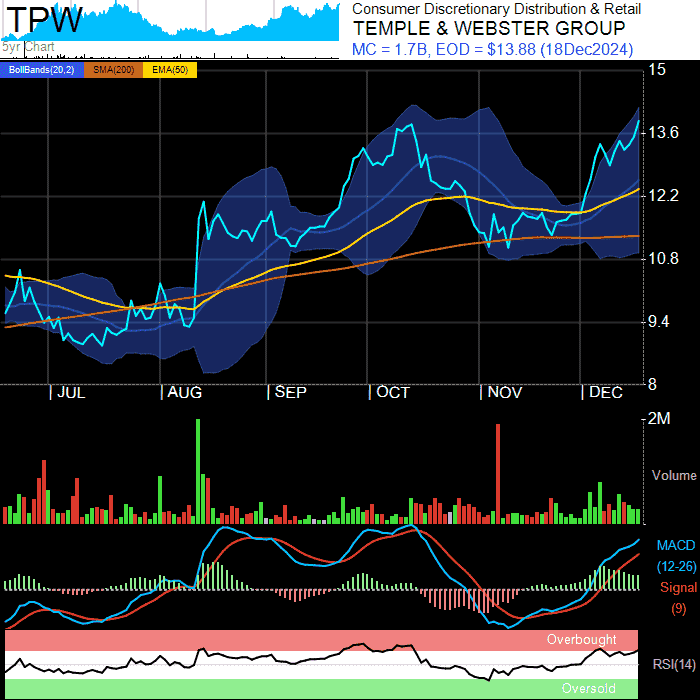 TPW
5yr Chart
Consumer Discretionary Distribution & Retail
TEMPLE & WEBSTER GROUP
MC = 1.7B, EOD = $13.88 (18Dec2024)
BollBands(20,2) SMA(200) EMA(50)
15
13.6
12.2
10.8
9.4
8
JUL AUG SEP OCT NOV DEC
2M
Volume
MACD
(12-26)
Signal
(9)
Overbought
RSI(14)
Oversold